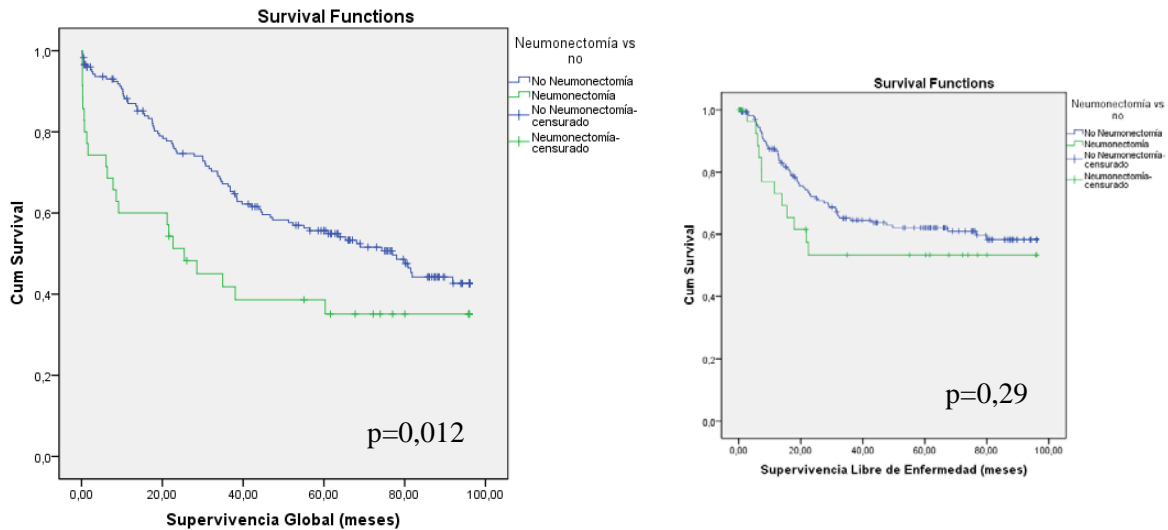 Survival Functions
Neumonectomía vs
no
No Neumonectomía
Neumonectomía
No Neumonectomía-
censurado
Neumonectomía-
censurado
Cum Survival
1,0
0,8
0,6
0,4
0,2
0,0
p=0,012
0,00 20,00 40,00 60,00 80,00 100,00
Supervivencia Global (meses)
Survival Functions
Neumonectomía vs
no
No Neumonectomía
Neumonectomía
No Neumonectomía-
censurado
Neumonectomía-
censurado
Cum Survival
1,0
0,8
0,6
0,4
0,2
0,0
p=0,29
0,00 20,00 40,00 60,00 80,00 100,00
Supervivencia Libre de Enfermedad (meses)